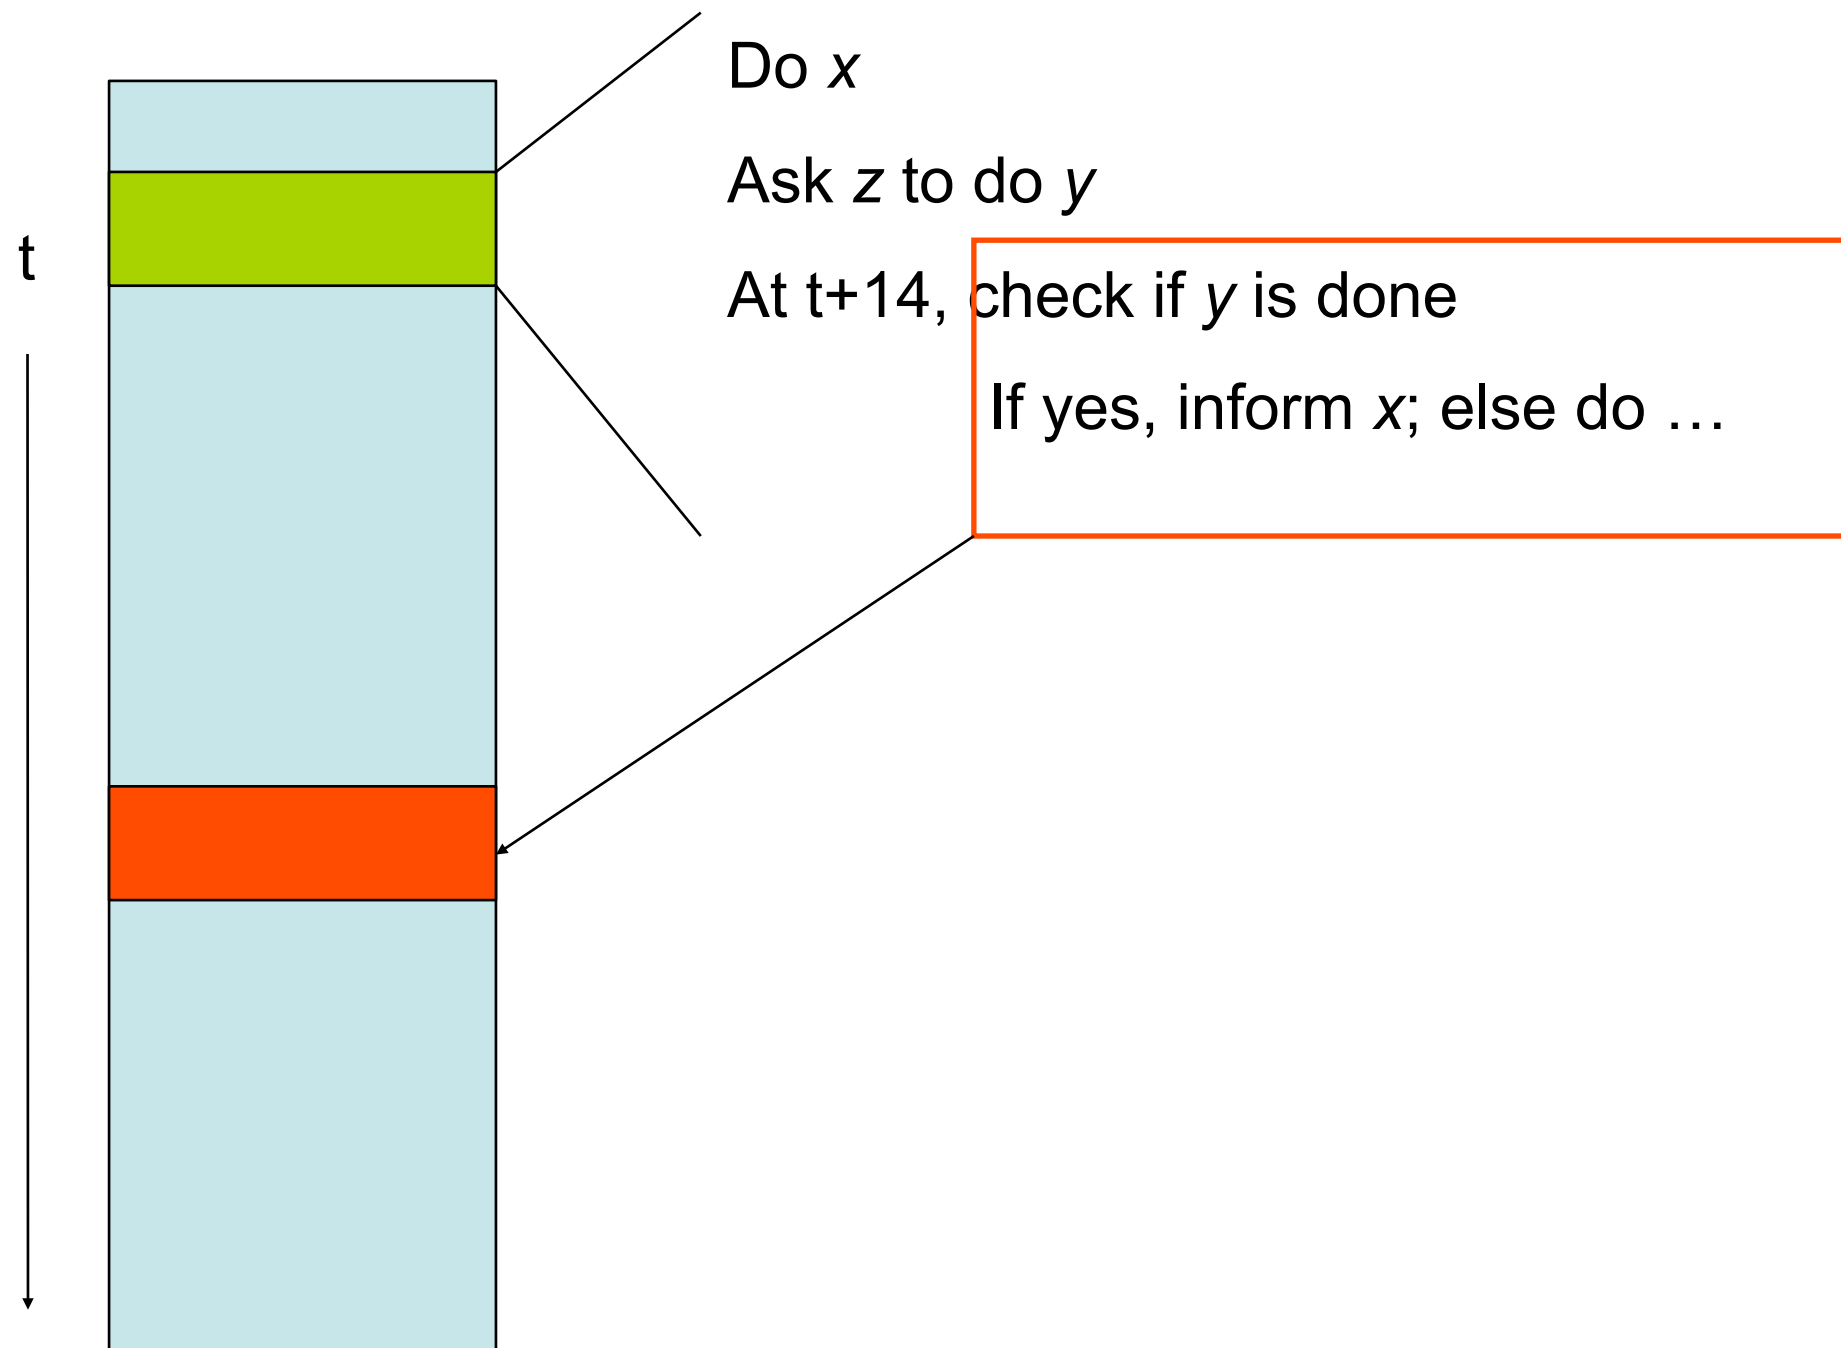 Do x
Ask z to do y
t
At t+14, check if y is done
If yes, inform x; else do …